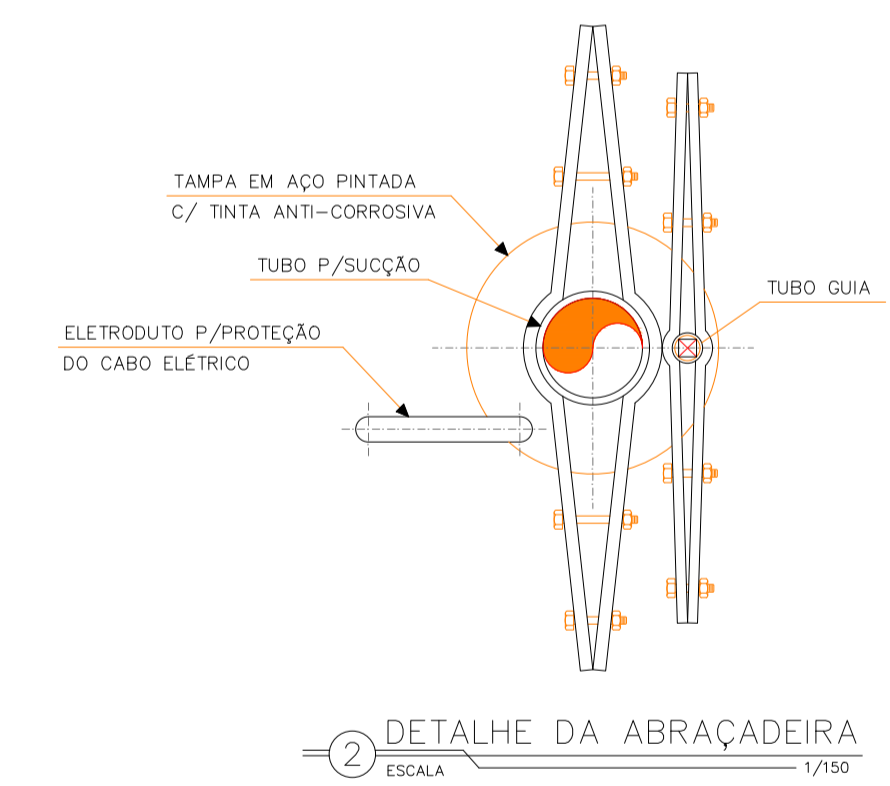 TAMPA EM AÇO PINTADA
C/ TINTA ANTI-CORROSIVA
TUBO P/SUCÇÃO
TUBO GUIA
ELETRODUTO P/PROTEÇÃO
DO CABO ELÉTRICO
2 DETALHE DA ABRAÇADEIRA
ESCALA 1/150